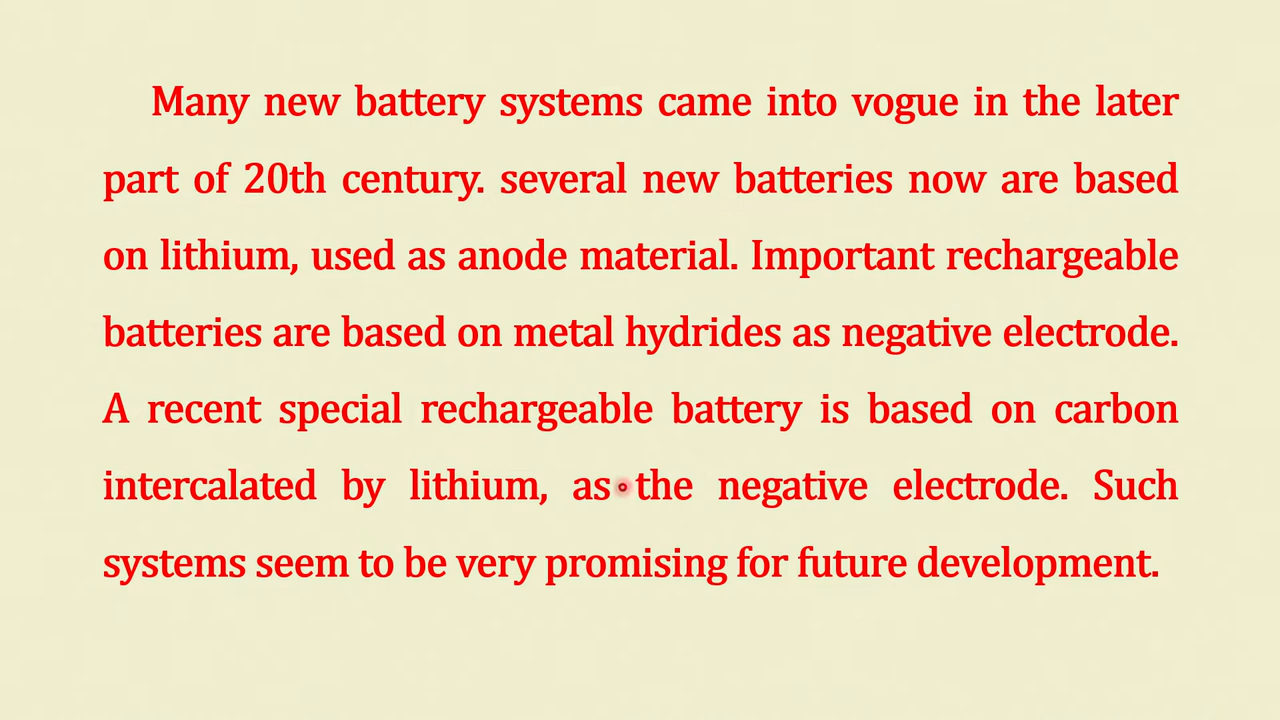 Many new battery systems came into vogue in the later
part of 20th century. several new batteries now are based
on lithium, used as anode material. Important rechargeable
batteries are based on metal hydrides as negative electrode.
A recent special rechargeable battery is based on carbon
intercalated by lithium, as the negative electrode. Such
systems seem to be very promising for future development.